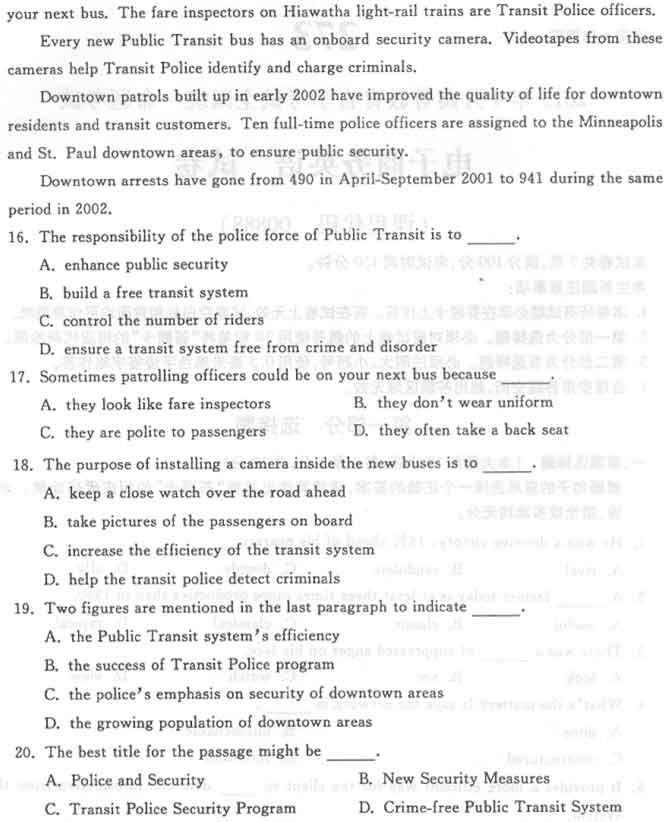 your next bus. The fare inspectors on Hiawatha light-rail trains are Transit Police officers.
Every new Public Transit bus has an onboard security camera. Videotapes from these
cameras help Transit Police identify and charge criminals.
Downtown patrols built up in early 2002 have improved the quality of life for downtown
residents and transit customers. Ten full-time police officers are assigned to the Minneapolis
and St. Paul downtown areas, to ensure public security.
Downtown arrests have gone from 490 in April-September 2001 to 941 during the same
period in 2002.
16. The responsibility of the police force of Public Transit is to ______.
A. enhance public security
B. build a free transit system
C. control the number of riders
D. ensure a transit system free from crime and disorder
17. Sometimes patrolling officers could be on your next bus because ______.
A. they look like fare inspectors B. they don't wear uniform
C. they are polite to passengers D. they often take a back seat
18. The purpose of installing a camera inside the new buses is to ______.
A. keep a close watch over the road ahead
B. take pictures of the passengers on board
C. increase the efficiency of the transit system
D. help the transit police detect criminals
19. Two figures are mentioned in the last paragraph to indicate ______.
A. the Public Transit system's efficiency
B. the success of Transit Police program
C. the police's emphasis on security of downtown areas
D. the growing population of downtown areas
20. The best title for the passage might be ______.
A. Police and Security B. New Security Measures
C. Transit Police Security Program D. Crime-free Public Transit System